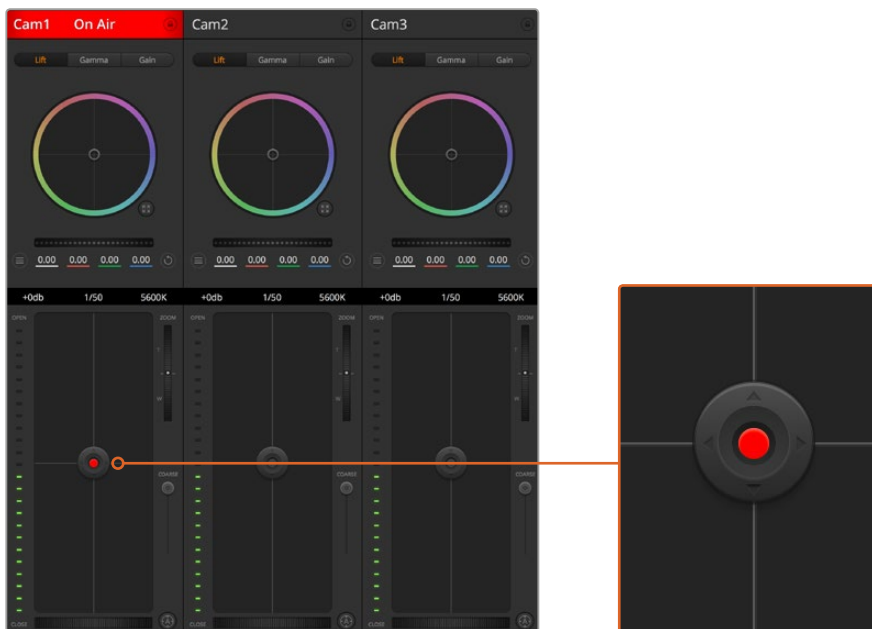 Cam1 On Air Cam2 Cam3
Lift Gamma Gain Lift Gamma Gain Lift Gamma Gain
0.00 0.00 0.00 0.00 0.00 0.00 0.00 0.00 0.00 0.00 0.00 0.00
+0db 1/50 5600K +0db 1/50 5600K +0db 1/50 5600K
OPEN ZOOM OPEN ZOOM OPEN ZOOM
T T T
W W W
COARSE COARSE COARSE
CLOSE CLOSE CLOSE